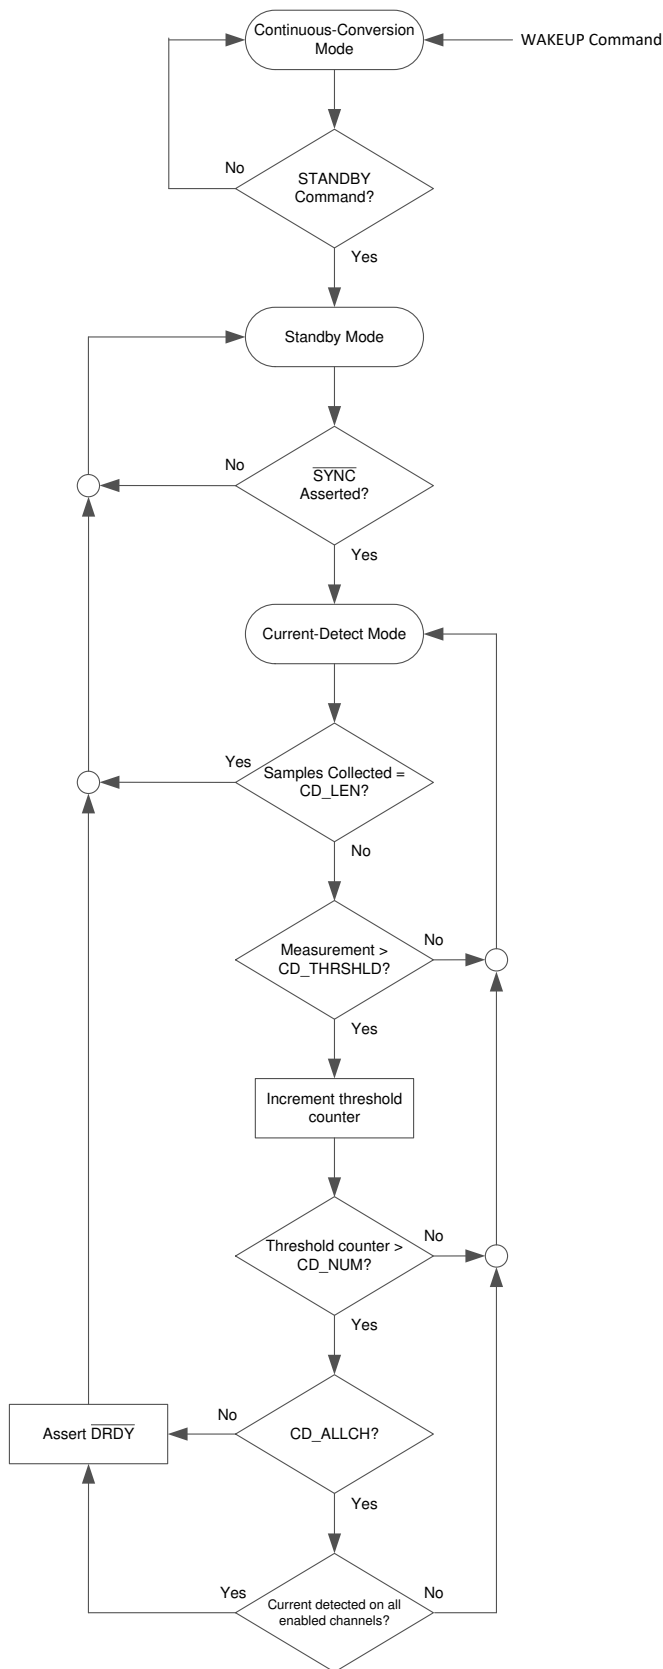 Continuous-Conversion
Mode
WAKEUP Command
No
STANDBY
Command?
Yes
Standby Mode
No
SYNC
Asserted?
Yes
Current-Detect Mode
Yes
Samples Collected =
CD_LEN?
No
Measurement >
CD_THRSHLD?
No
Yes
Increment threshold
counter
Threshold counter >
CD_NUM?
No
Yes
Assert DRDY
No
CD_ALLCH?
Yes
Yes
Current detected on all
enabled channels?
No